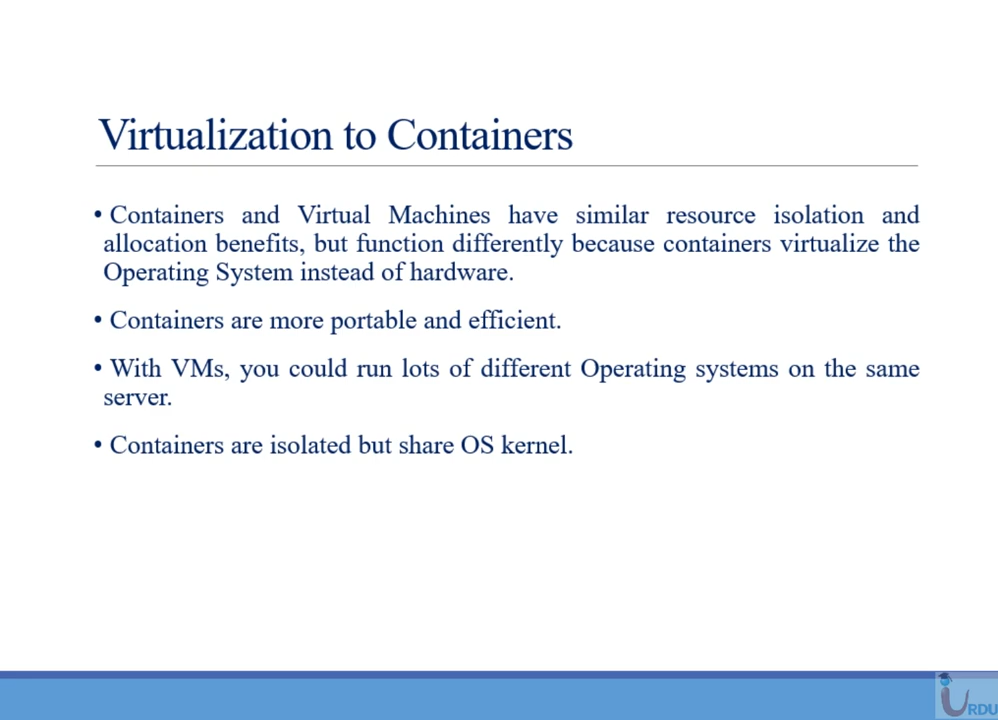 Virtualization to Containers
• Containers and Virtual Machines have similar resource isolation and
allocation benefits, but function differently because containers virtualize the
Operating System instead of hardware.
• Containers are more portable and efficient.
• With VMs, you could run lots of different Operating systems on the same
server.
• Containers are isolated but share OS kernel.
iURDU